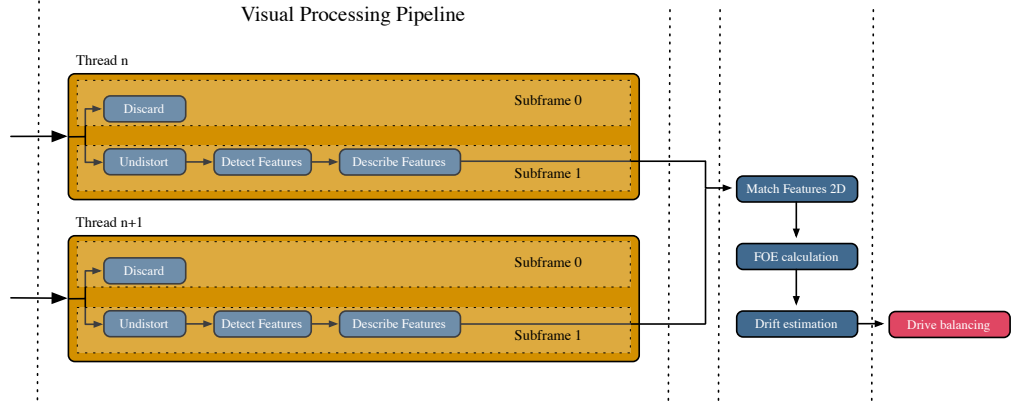 Visual Processing Pipeline
Thread n
Subframe 0
Discard
Undistort
Detect Features
Describe Features
Subframe 1
Match Features 2D
Thread n+1
Subframe 0
Discard
FOE calculation
Undistort
Detect Features
Describe Features
Subframe 1
Drift estimation
Drive balancing